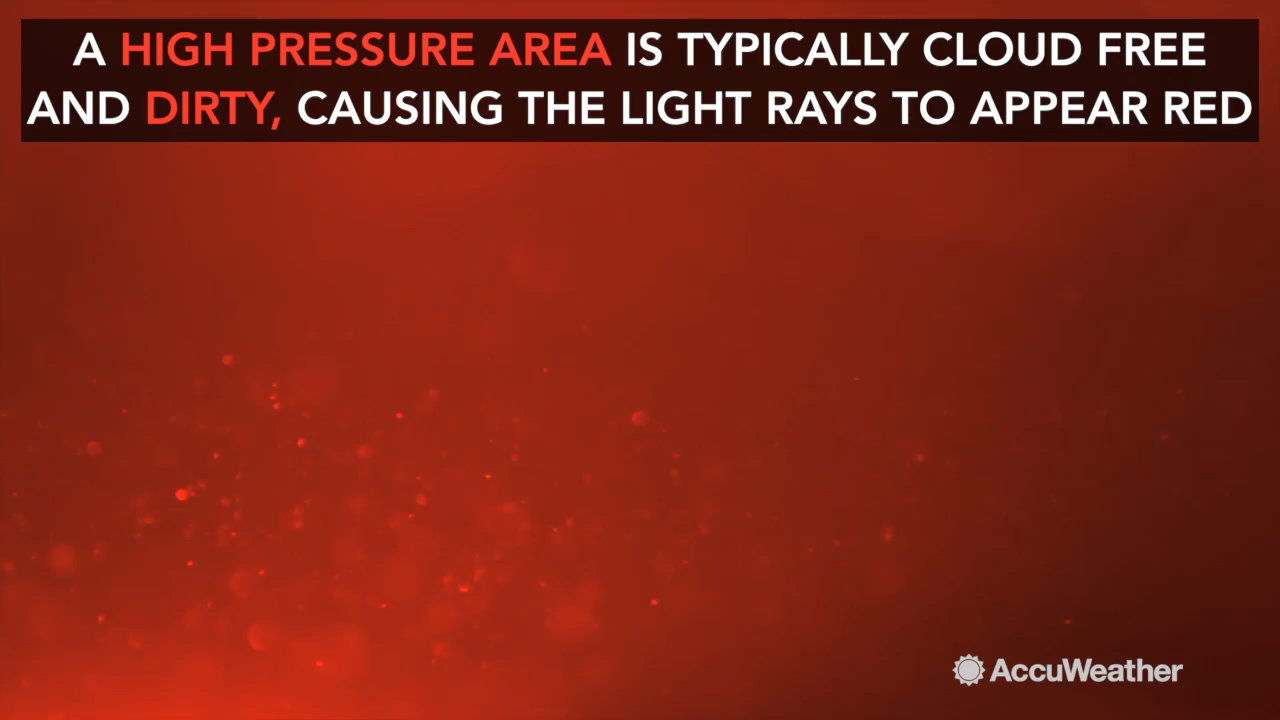 A HIGH PRESSURE AREA IS TYPICALLY CLOUD FREE
AND DIRTY, CAUSING THE LIGHT RAYS TO APPEAR RED
AccuWeather